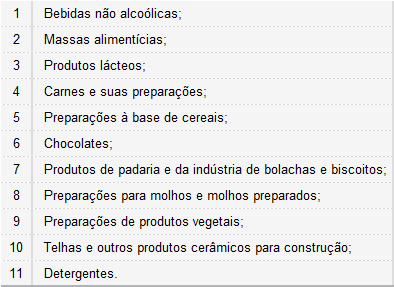 1 Bebidas não alcoólicas;
2 Massas alimentícias;
3 Produtos lácteos;
4 Carnes e suas preparações;
5 Preparações à base de cereais;
6 Chocolates;
7 Produtos de padaria e da indústria de bolachas e biscoitos;
8 Preparações para molhos e molhos preparados;
9 Preparações de produtos vegetais;
10 Telhas e outros produtos cerâmicos para construção;
11 Detergentes.